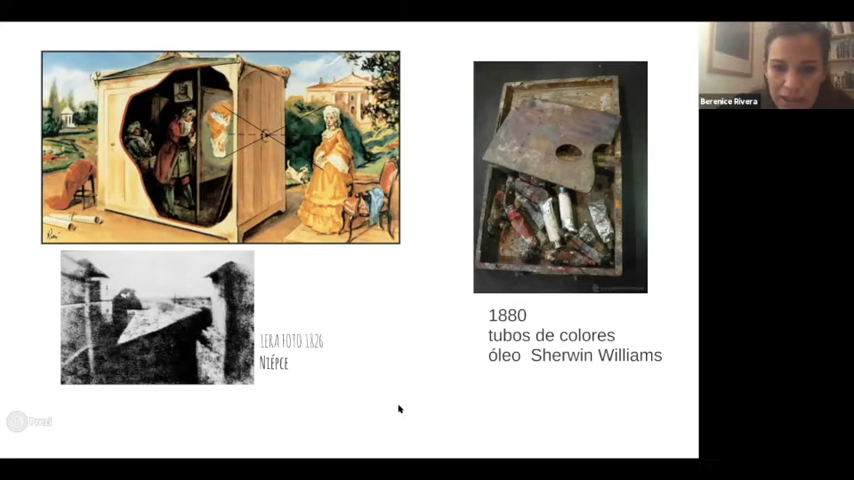 Berenice Rivera
1ERA FOTO 1826
NIÉPCE
1880
tubos de colores
óleo Sherwin Williams
Prezi